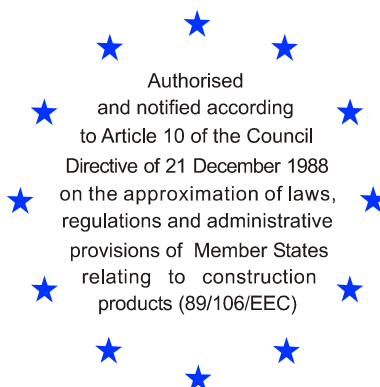 Authorised
and notified according
to Article 10 of the Council
Directive of 21 December 1988
on the approximation of laws,
regulations and administrative
provisions of Member States
relating to construction
products (89/106/EEC)